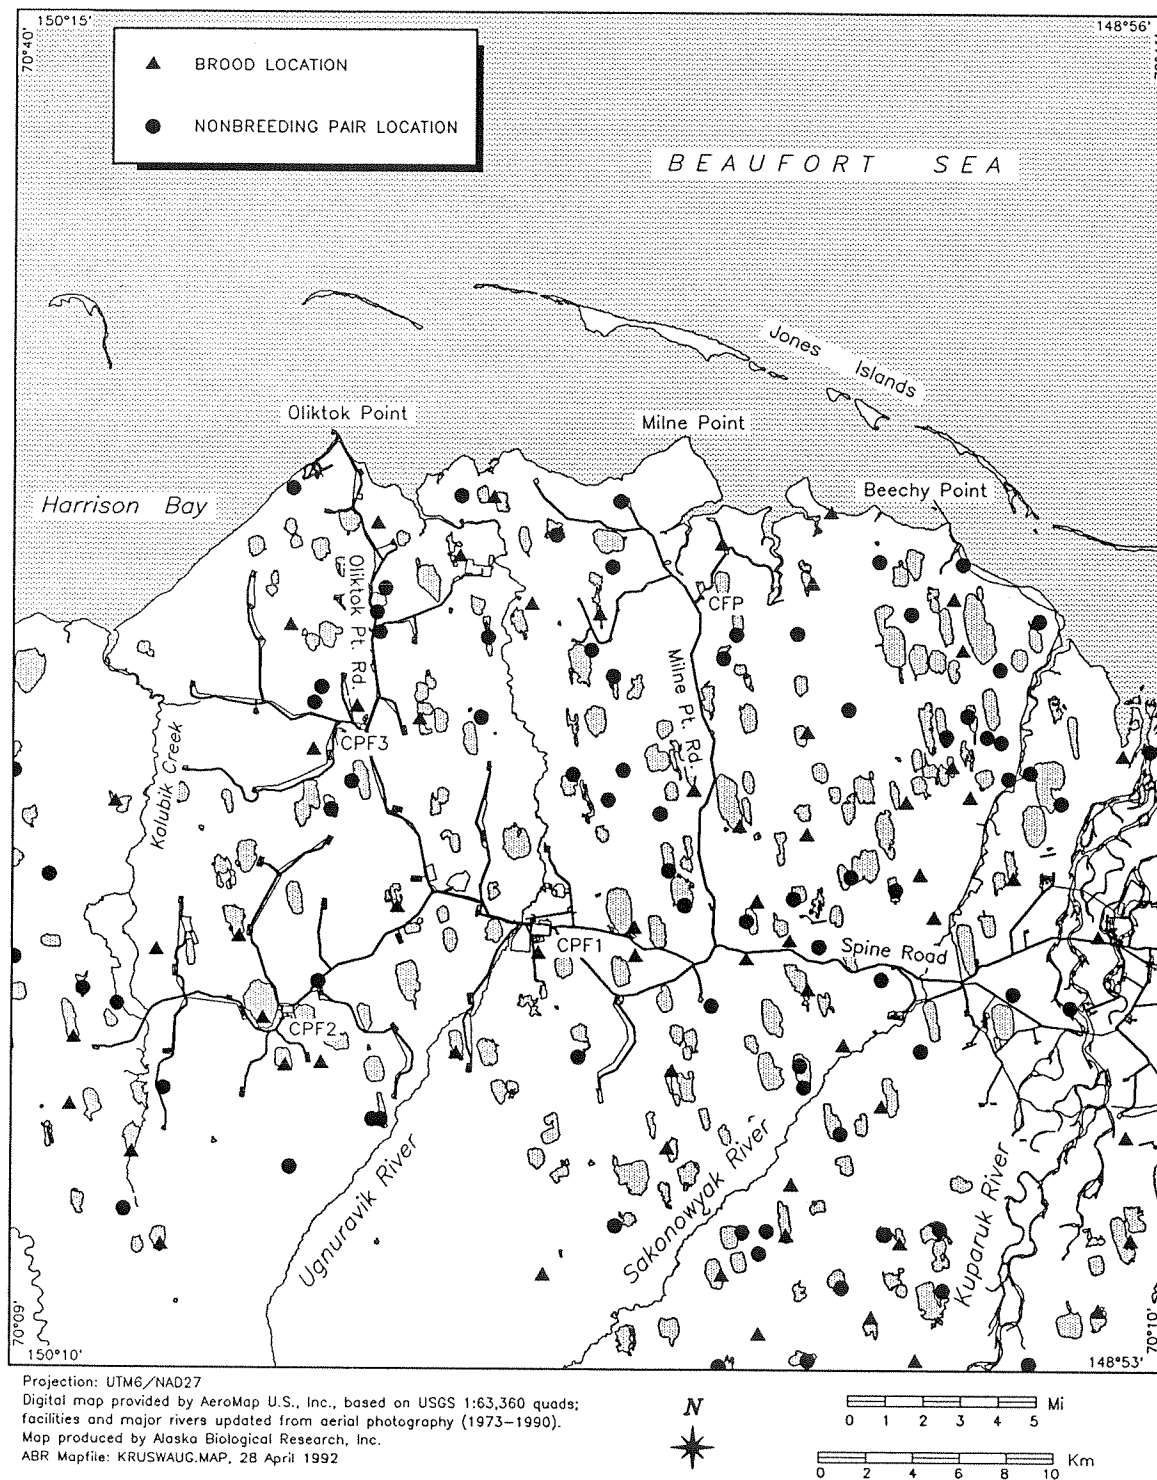 150°15'
148°56'
70°40'
BROOD LOCATION
NONBREEDING PAIR LOCATION
BEAUFORT SEA
Jones Islands
Oliktok Point
Milne Point
Harrison Bay
Beechy Point
Oliktok Pt. Rd.
CFP
Milne Pt. Rd.
CPF3
Kalubik Creek
CPF1
Spine Road
CPF2
Ugnuravik River
Sakonowyak River
Kuparuk River
70°09'
70°10'
150°10'
148°53'
Projection: UTM6/NAD27
Digital map provided by AeroMap U.S., Inc., based on USGS 1:63,360 quads;
facilities and major rivers updated from aerial photography (1973-1990).
Map produced by Alaska Biological Research, Inc.
ABR Mapfile: KRUSWAUG.MAP, 28 April 1992
N
Mi
0 1 2 3 4 5
Km
0 2 4 6 8 10